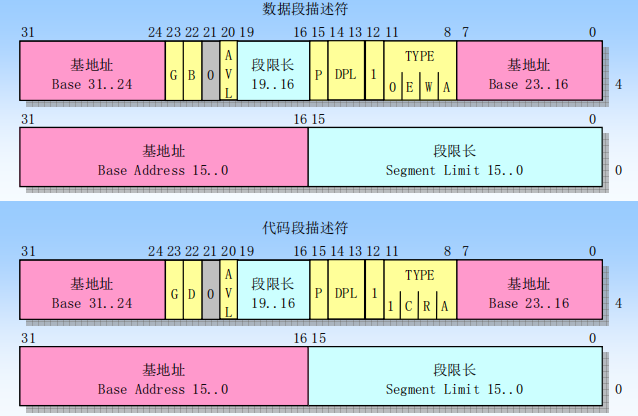 数据段描述符
31 24 23 22 21 20 19 16 15 14 13 12 11 8 7 0
基地址
Base 31..24
G B 0 AVL
段限长
19..16
P DPL 1
TYPE
0 E W A
基地址
Base 23..16
4
31 16 15 0
基地址
Base Address 15..0
段限长
Segment Limit 15..0
0
代码段描述符
31 24 23 22 21 20 19 16 15 14 13 12 11 8 7 0
基地址
Base 31..24
G D 0 AVL
段限长
19..16
P DPL 1
TYPE
1 C R A
基地址
Base 23..16
4
31 16 15 0
基地址
Base Address 15..0
段限长
Segment Limit 15..0
0